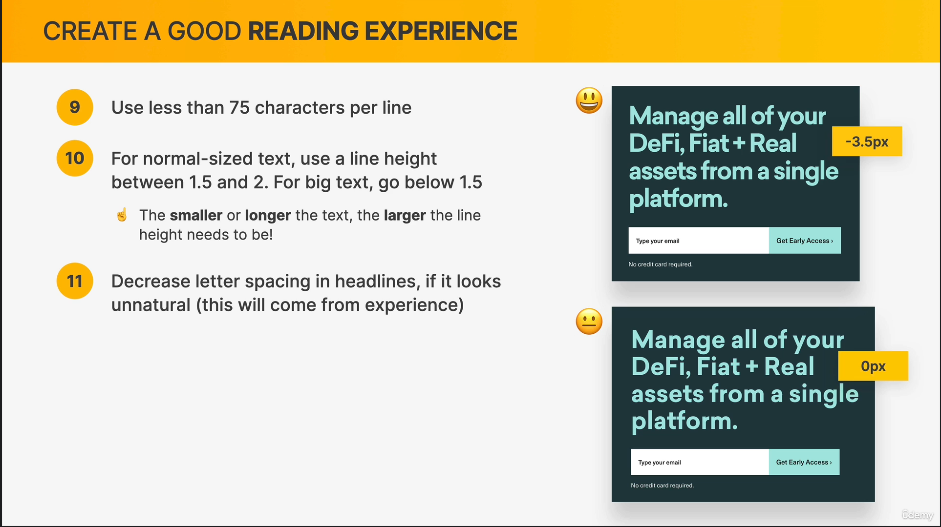 CREATE A GOOD READING EXPERIENCE
9
Use less than 75 characters per line
10
For normal-sized text, use a line height
between 1.5 and 2. For big text, go below 1.5
The smaller or longer the text, the larger the line
height needs to be!
11
Decrease letter spacing in headlines, if it looks
unnatural (this will come from experience)
Manage all of your
DeFi, Fiat + Real
assets from a single
platform.
-3.5px
Type your email
Get Early Access ›
No credit card required.
Manage all of your
DeFi, Fiat + Real
assets from a single
platform.
0px
Type your email
Get Early Access ›
No credit card required.
Udemy